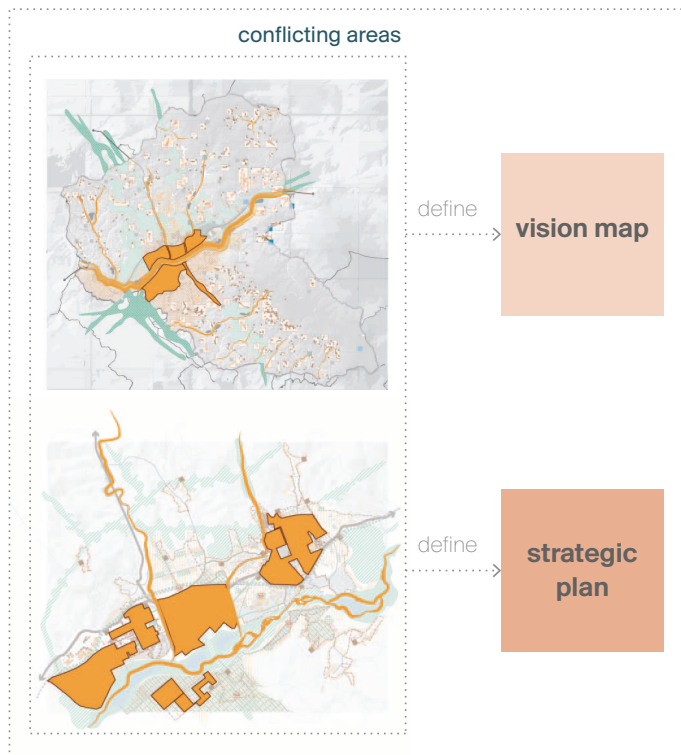 conflicting areas
define
vision map
define
strategic
plan